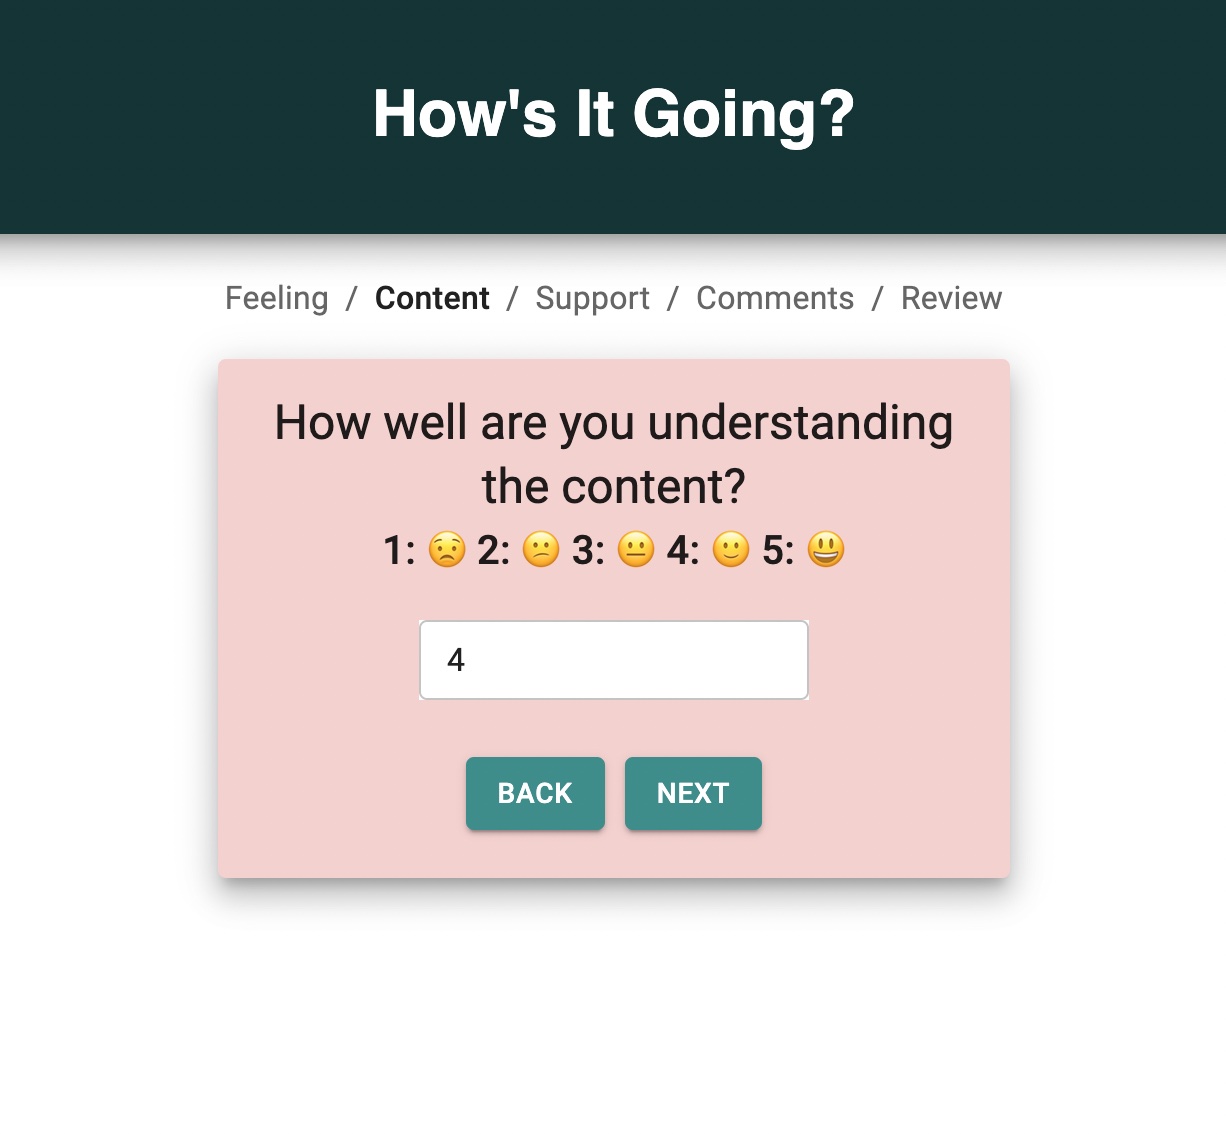 How's It Going?
Feeling / Content / Support / Comments / Review
How well are you understanding
the content?
1: 😟 2: 😕 3: 😐 4: 🙂 5: 😃
4
BACK NEXT